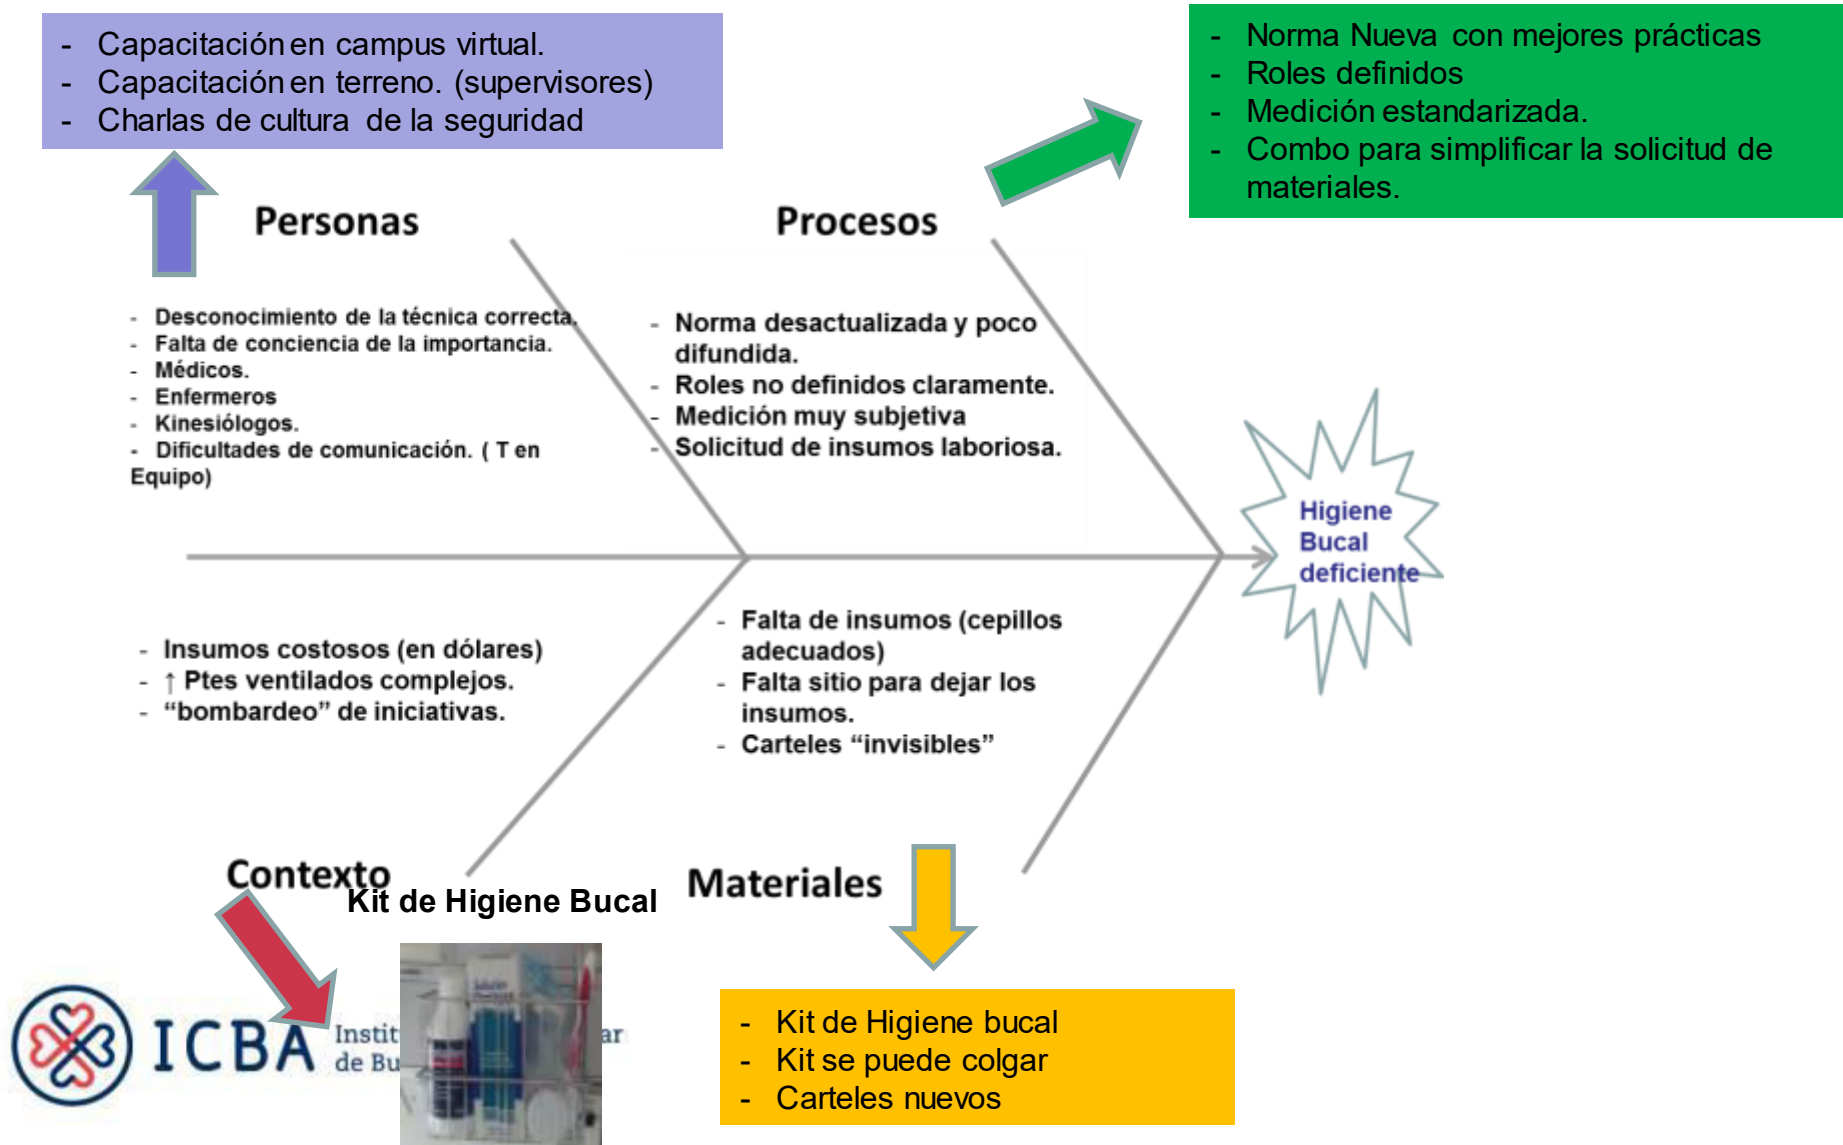 - Capacitación en campus virtual.
- Capacitación en terreno. (supervisores)
- Charlas de cultura de la seguridad
- Norma Nueva con mejores prácticas
- Roles definidos
- Medición estandarizada.
- Combo para simplificar la solicitud de
materiales.
Personas
Procesos
- Desconocimiento de la técnica correcta.
- Falta de conciencia de la importancia.
- Médicos.
- Enfermeros
- Kinesiólogos.
- Dificultades de comunicación. ( T en
Equipo)
- Norma desactualizada y poco
difundida.
- Roles no definidos claramente.
- Medición muy subjetiva
- Solicitud de insumos laboriosa.
Higiene
Bucal
deficiente
- Insumos costosos (en dólares)
- ↑ Ptes ventilados complejos.
- “bombardeo” de iniciativas.
- Falta de insumos (cepillos
adecuados)
- Falta sitio para dejar los
insumos.
- Carteles “invisibles”
Contexto
Kit de Higiene Bucal
Materiales
ICBA
Instit ar
de Bu
- Kit de Higiene bucal
- Kit se puede colgar
- Carteles nuevos